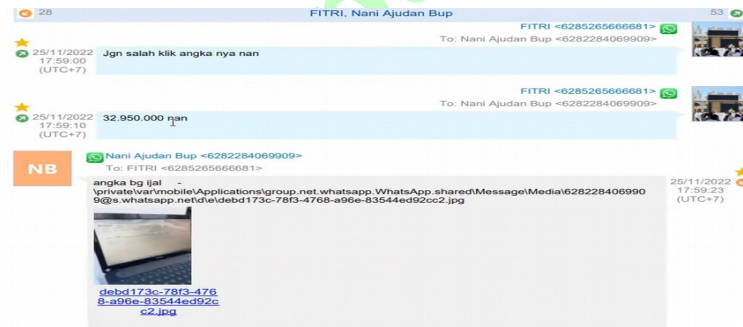 28 FITRI, Nani Ajudan Bup 53
FITRI <6285265666681>
To: Nani Ajudan Bup <6282284069909>
25/11/2022
17:59:00
(UTC+7)
Jgn salah klik angka nya nan
FITRI <6285265666681>
To: Nani Ajudan Bup <6282284069909>
25/11/2022
17:59:10
(UTC+7)
32.950.000 nan
NB
Nani Ajudan Bup <6282284069909>
To: FITRI <6285265666681>
angka bg ijal -
\private\var\mobile\Applications\group.net.whatsapp.WhatsApp.shared\Message\Media\628228406990
9@s.whatsapp.net\d\e\debd173c-78f3-4768-a96e-83544ed92cc2.jpg
25/11/2022
17:59:23
(UTC+7)
debd173c-78f3-476
8-a96e-83544ed92c
c2.jpg